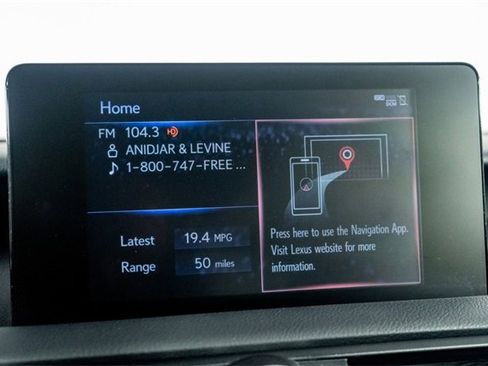 Home
FM 104.3
ANIDJAR & LEVINE
1-800-747-FREE ...
Latest 19.4 MPG
Range 50 miles
Press here to use the Navigation App.
Visit Lexus website for more
information.